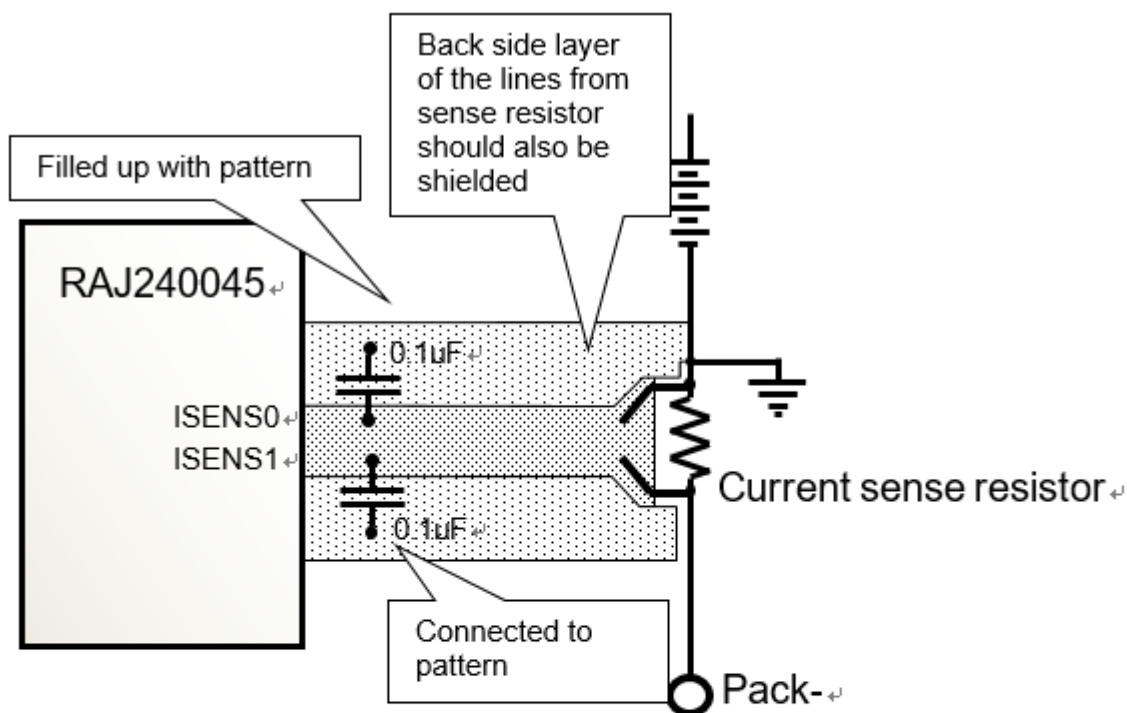 Back side layer
of the lines from
sense resistor
should also be
shielded
Filled up with pattern
RAJ240045↵
0.1uF↵
ISENS0↵
ISENS1↵
Current sense resistor↵
0.1uF↵
Connected to
pattern
Pack-↵